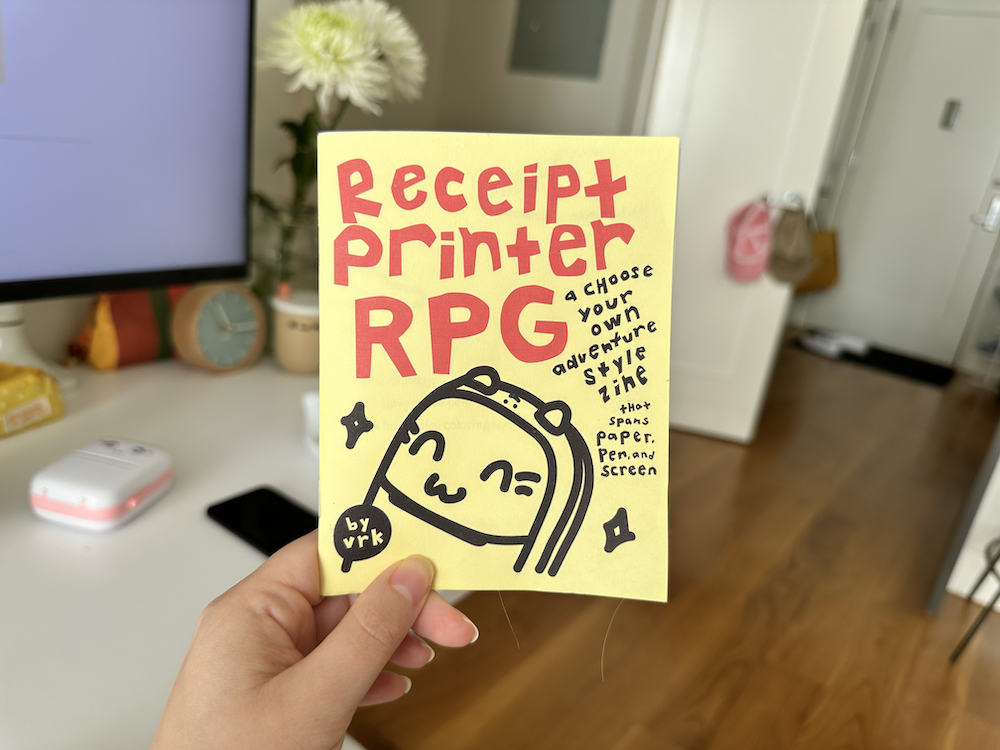 Receipt
printer
RPG
a CHoose
your
own
adventure
style
zine
that
spans
paper,
Pen, and
screen
by
vrk